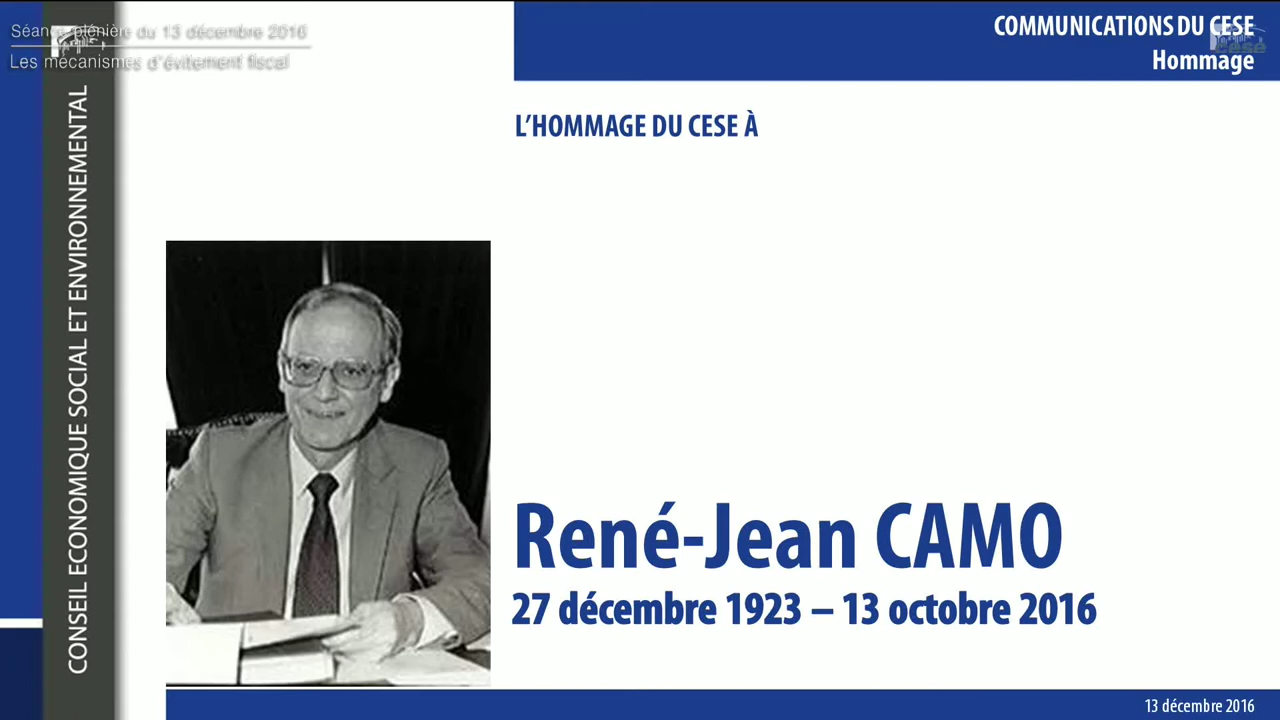 Séance plénière du 13 décembre 2016
Les mécanismes d'évitement fiscal
COMMUNICATIONS DU CESE
Hommage
cese
CONSEIL ECONOMIQUE SOCIAL ET ENVIRONNEMENTAL
L'HOMMAGE DU CESE À
René-Jean CAMO
27 décembre 1923 – 13 octobre 2016
13 décembre 2016